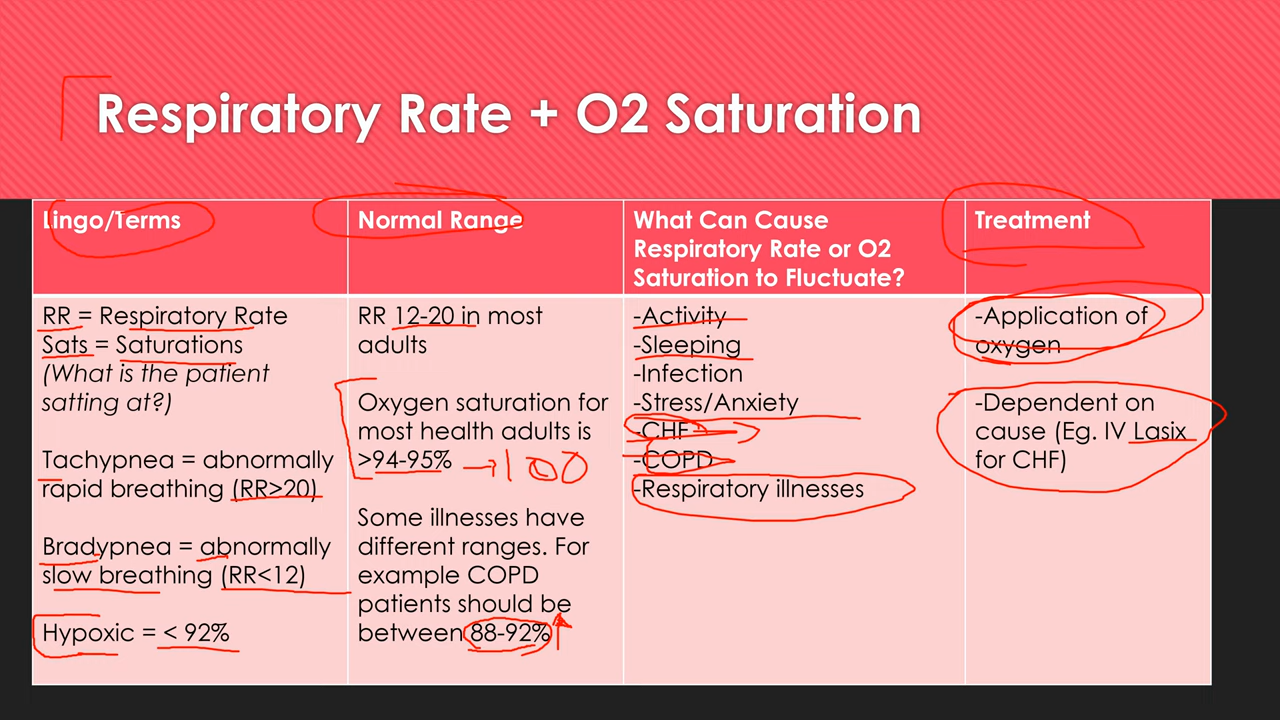 Respiratory Rate + O2 Saturation
Lingo/Terms
RR = Respiratory Rate
Sats = Saturations
(What is the patient
satting at?)
Tachypnea = abnormally
rapid breathing (RR>20)
Bradypnea = abnormally
slow breathing (RR<12)
Hypoxic = < 92%
Normal Range
RR 12-20 in most
adults
Oxygen saturation for
most health adults is
>94-95% → 100
Some illnesses have
different ranges. For
example COPD
patients should be
between 88-92%
What Can Cause
Respiratory Rate or O2
Saturation to Fluctuate?
-Activity
-Sleeping
-Infection
-Stress/Anxiety
-CHF
-COPD
-Respiratory illnesses
Treatment
-Application of
oxygen
-Dependent on
cause (Eg. IV Lasix
for CHF)